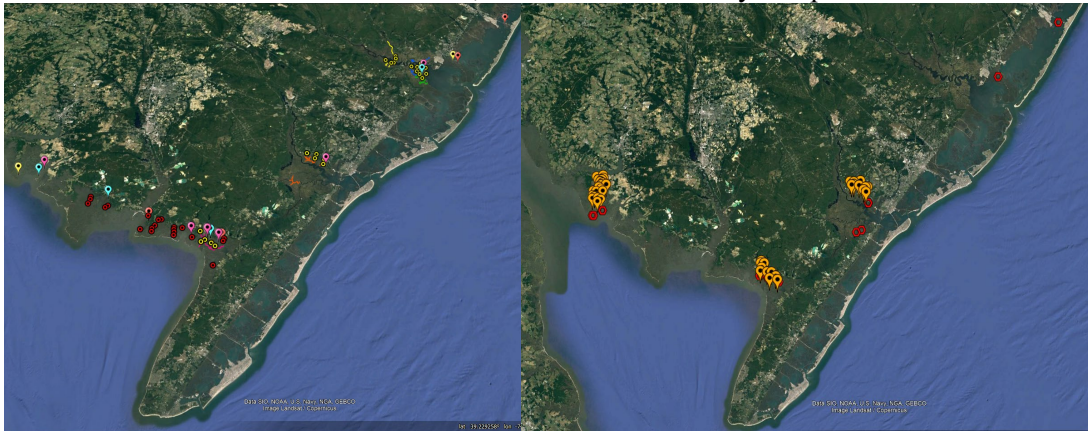 Data SIO, NOAA, U.S. Navy, NGA, GEBCO
Image Landsat / Copernicus
Data SIO, NOAA, U.S. Navy, NGA, GEBCO
Image Landsat / Copernicus